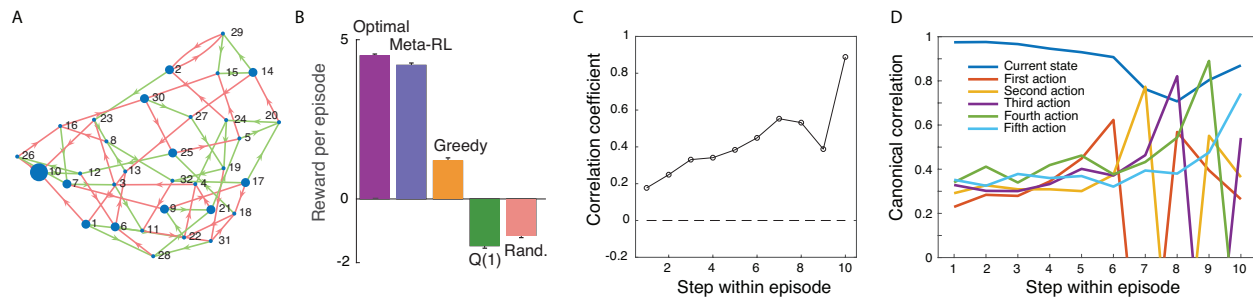 A
29
2
15
14
30
16
23
27
24
20
8
5
26
25
10
12
13
19
7
3
32
4
17
9
21
1
6
11
18
22
31
28
B
Reward per episode
5
0
-2
Optimal
Meta-RL
Greedy
Q(1)
Rand.
C
Correlation coefficient
1
0.8
0.6
0.4
0.2
0
-0.2
2
4
6
8
10
Step within episode
D
Canonical correlation
1
0.8
0.6
0.4
0.2
0
Current state
First action
Second action
Third action
Fourth action
Fifth action
1 2 3 4 5 6 7 8 9 10
Step within episode